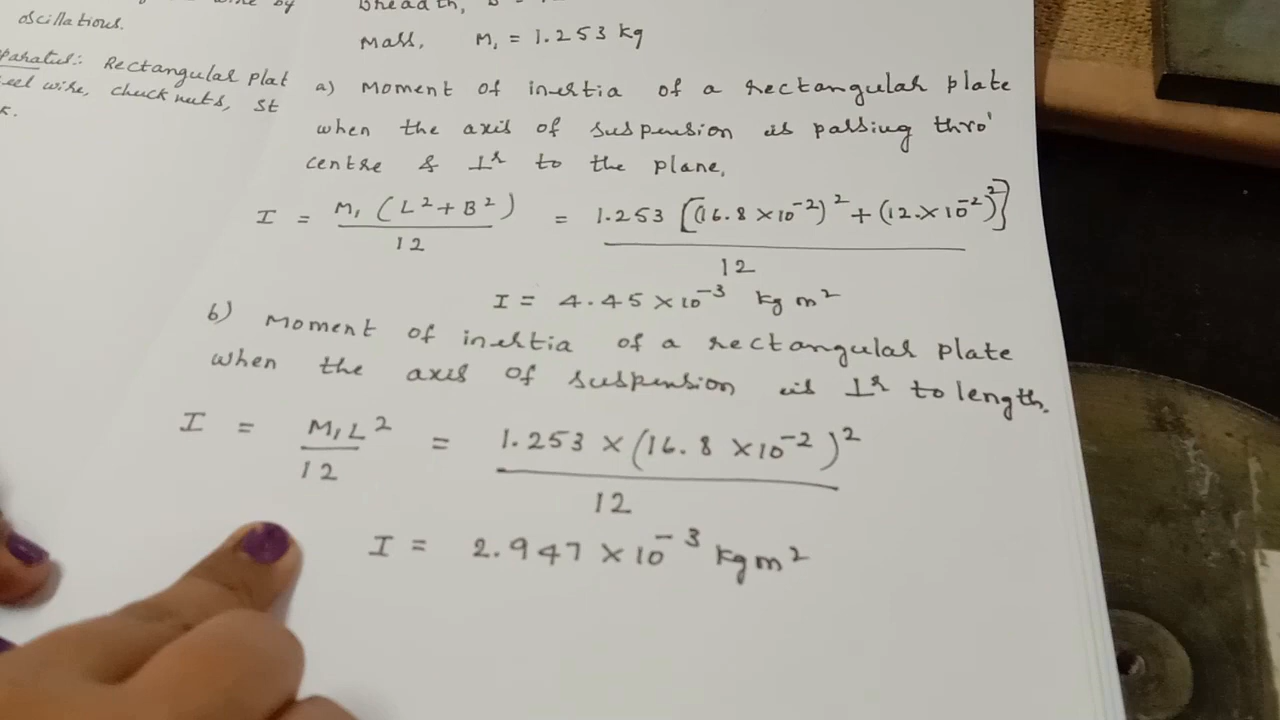 oscillations.
Rectangular Plat
wire, chuck nuts, St
Breadth,
Mass, M₁ = 1.253 kg
a) Moment of inertia of a rectangular plate
when the axis of suspension is passing thro'
centre & ⊥r to the plane,
I = M₁ (L² + B²) / 12 = 1.253 [(16.8 × 10⁻²)² + (12. × 10⁻²)²] / 12
I = 4.45 × 10⁻³ kg m²
b) Moment of inertia of a rectangular plate
when the axis of suspension is ⊥r to length.
I = M₁L² / 12 = 1.253 × (16.8 × 10⁻²)² / 12
I = 2.947 × 10⁻³ kg m²